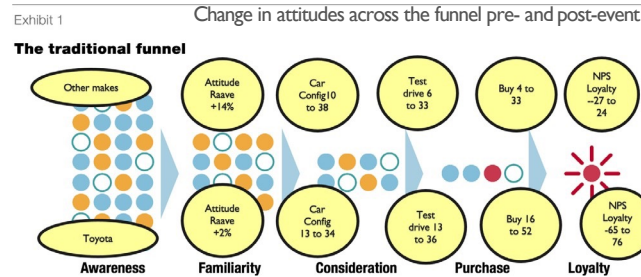 Exhibit 1
Change in attitudes across the funnel pre- and post-event
The traditional funnel
Other makes
Attitude
Raave
+14%
Car
Config10
to 38
Test
drive 6
to 33
Buy 4 to
33
NPS
Loyalty
--27 to
24
Toyota
Attitude
Raave
+2%
Car
Config
13 to 34
Test
drive 13
to 36
Buy 16
to
52
NPS
Loyalty
-65 to
76
Awareness
Familiarity
Consideration
Purchase
Loyalty